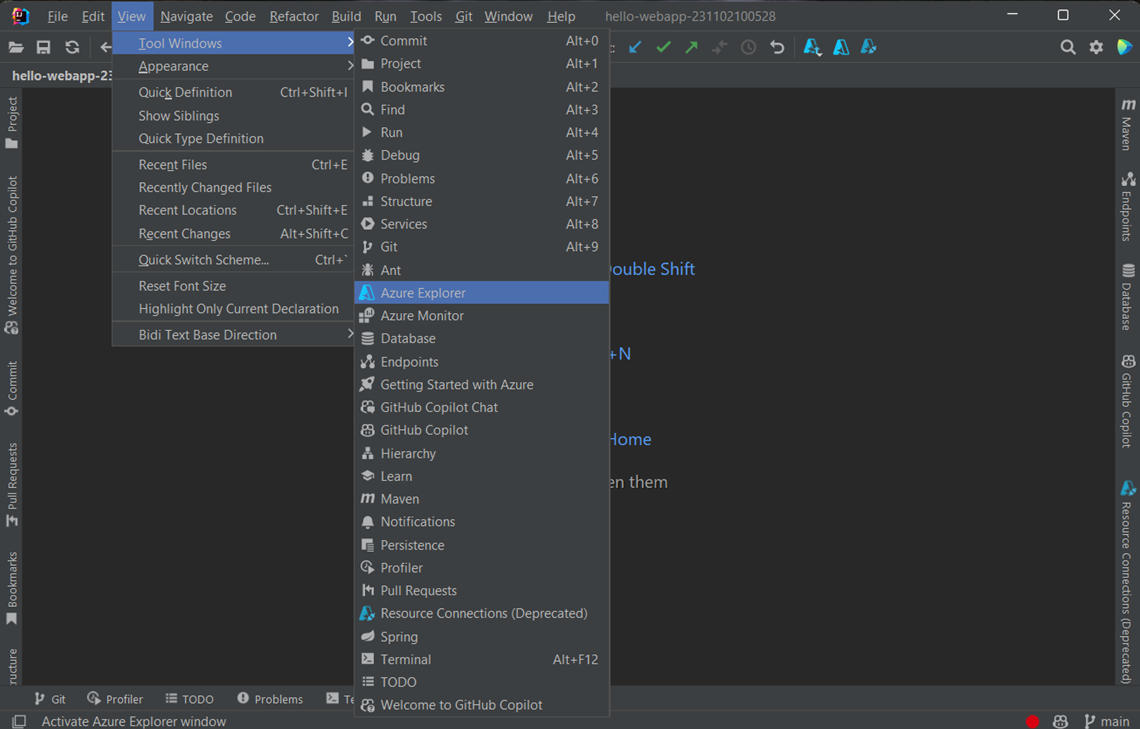 File Edit View Navigate Code Refactor Build Run Tools Git Window Help hello-webapp-231102100528
hello-webapp-23
Tool Windows
Appearance
Quick Definition Ctrl+Shift+I
Show Siblings
Quick Type Definition
Recent Files Ctrl+E
Recently Changed Files
Recent Locations Ctrl+Shift+E
Recent Changes Alt+Shift+C
Quick Switch Scheme... Ctrl+`
Reset Font Size
Highlight Only Current Declaration
Bidi Text Base Direction
Commit Alt+0
Project Alt+1
Bookmarks Alt+2
Find Alt+3
Run Alt+4
Debug Alt+5
Problems Alt+6
Structure Alt+7
Services Alt+8
Git Alt+9
Ant
Azure Explorer
Azure Monitor
Database
Endpoints
Getting Started with Azure
GitHub Copilot Chat
GitHub Copilot
Hierarchy
Learn
Maven
Notifications
Persistence
Profiler
Pull Requests
Resource Connections (Deprecated)
Spring
Terminal Alt+F12
TODO
Welcome to GitHub Copilot
ouble Shift
+N
Home
en them
Project
Welcome to GitHub Copilot
Commit
Pull Requests
Bookmarks
ructure
Maven
Endpoints
Database
GitHub Copilot
Resource Connections (Deprecated)
Git Profiler TODO Problems Te
Activate Azure Explorer window main